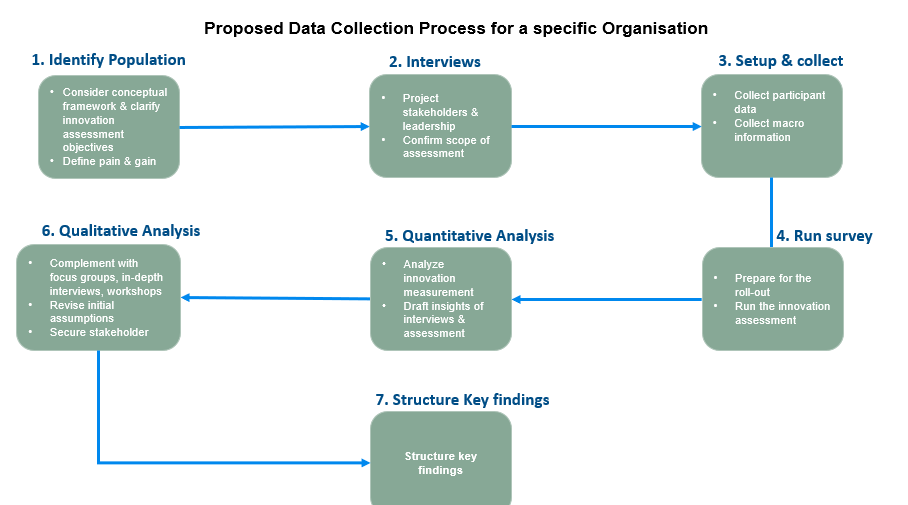 Proposed Data Collection Process for a specific Organisation
1. Identify Population
• Consider conceptual
framework & clarify
innovation
assessment
objectives
• Define pain & gain
2. Interviews
• Project
stakeholders &
leadership
• Confirm scope of
assessment
3. Setup & collect
• Collect participant
data
• Collect macro
information
4. Run survey
• Prepare for the
roll-out
• Run the innovation
assessment
5. Quantitative Analysis
• Analyze
innovation
measurement
• Draft insights of
interviews &
assessment
6. Qualitative Analysis
• Complement with
focus groups, in-depth
interviews, workshops
• Revise initial
assumptions
• Secure stakeholder
7. Structure Key findings
Structure key
findings